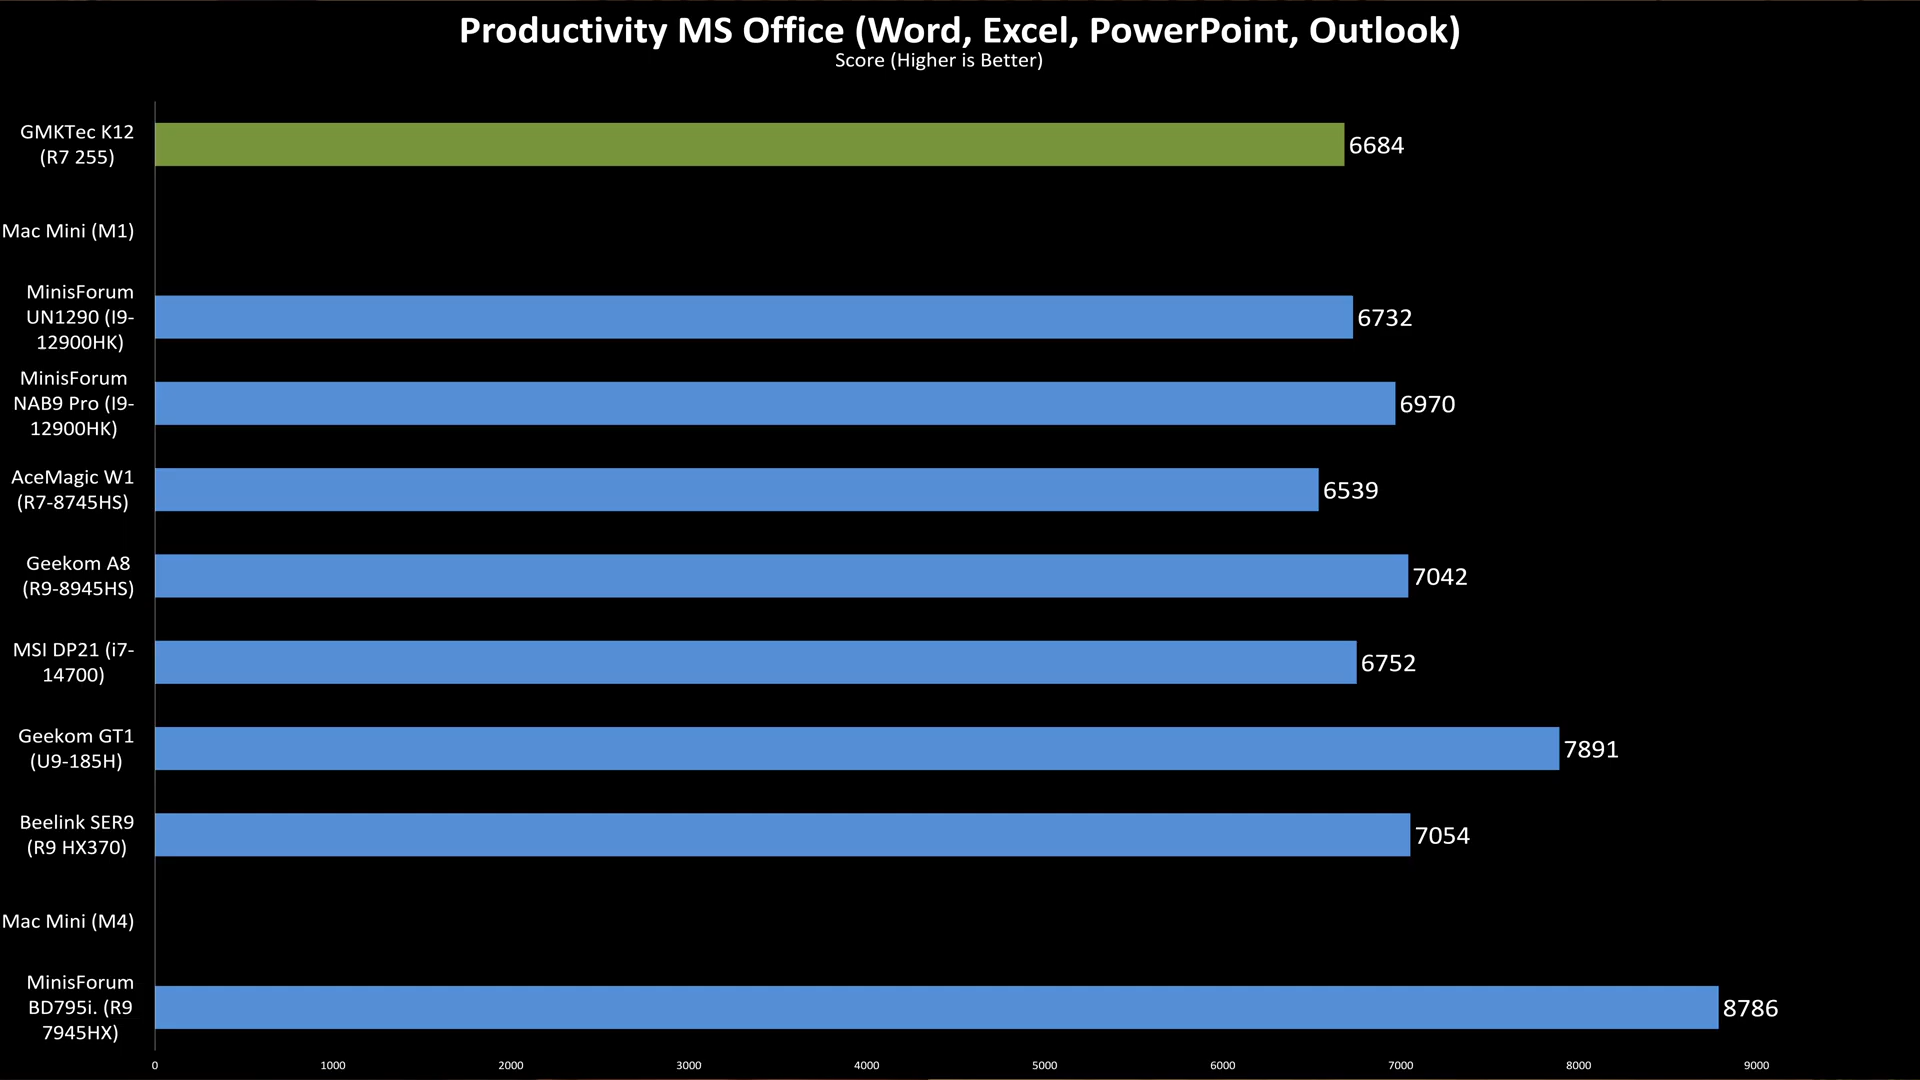 Productivity MS Office (Word, Excel, PowerPoint, Outlook)
Score (Higher is Better)
GMKTec K12
(R7 255)
6684
Mac Mini (M1)
MinisForum
UN1290 (I9-
12900HK)
6732
MinisForum
NAB9 Pro (I9-
12900HK)
6970
AceMagic W1
(R7-8745HS)
6539
Geekom A8
(R9-8945HS)
7042
MSI DP21 (i7-
14700)
6752
Geekom GT1
(U9-185H)
7891
Beelink SER9
(R9 HX370)
7054
Mac Mini (M4)
MinisForum
BD795i. (R9
7945HX)
8786
0 1000 2000 3000 4000 5000 6000 7000 8000 9000